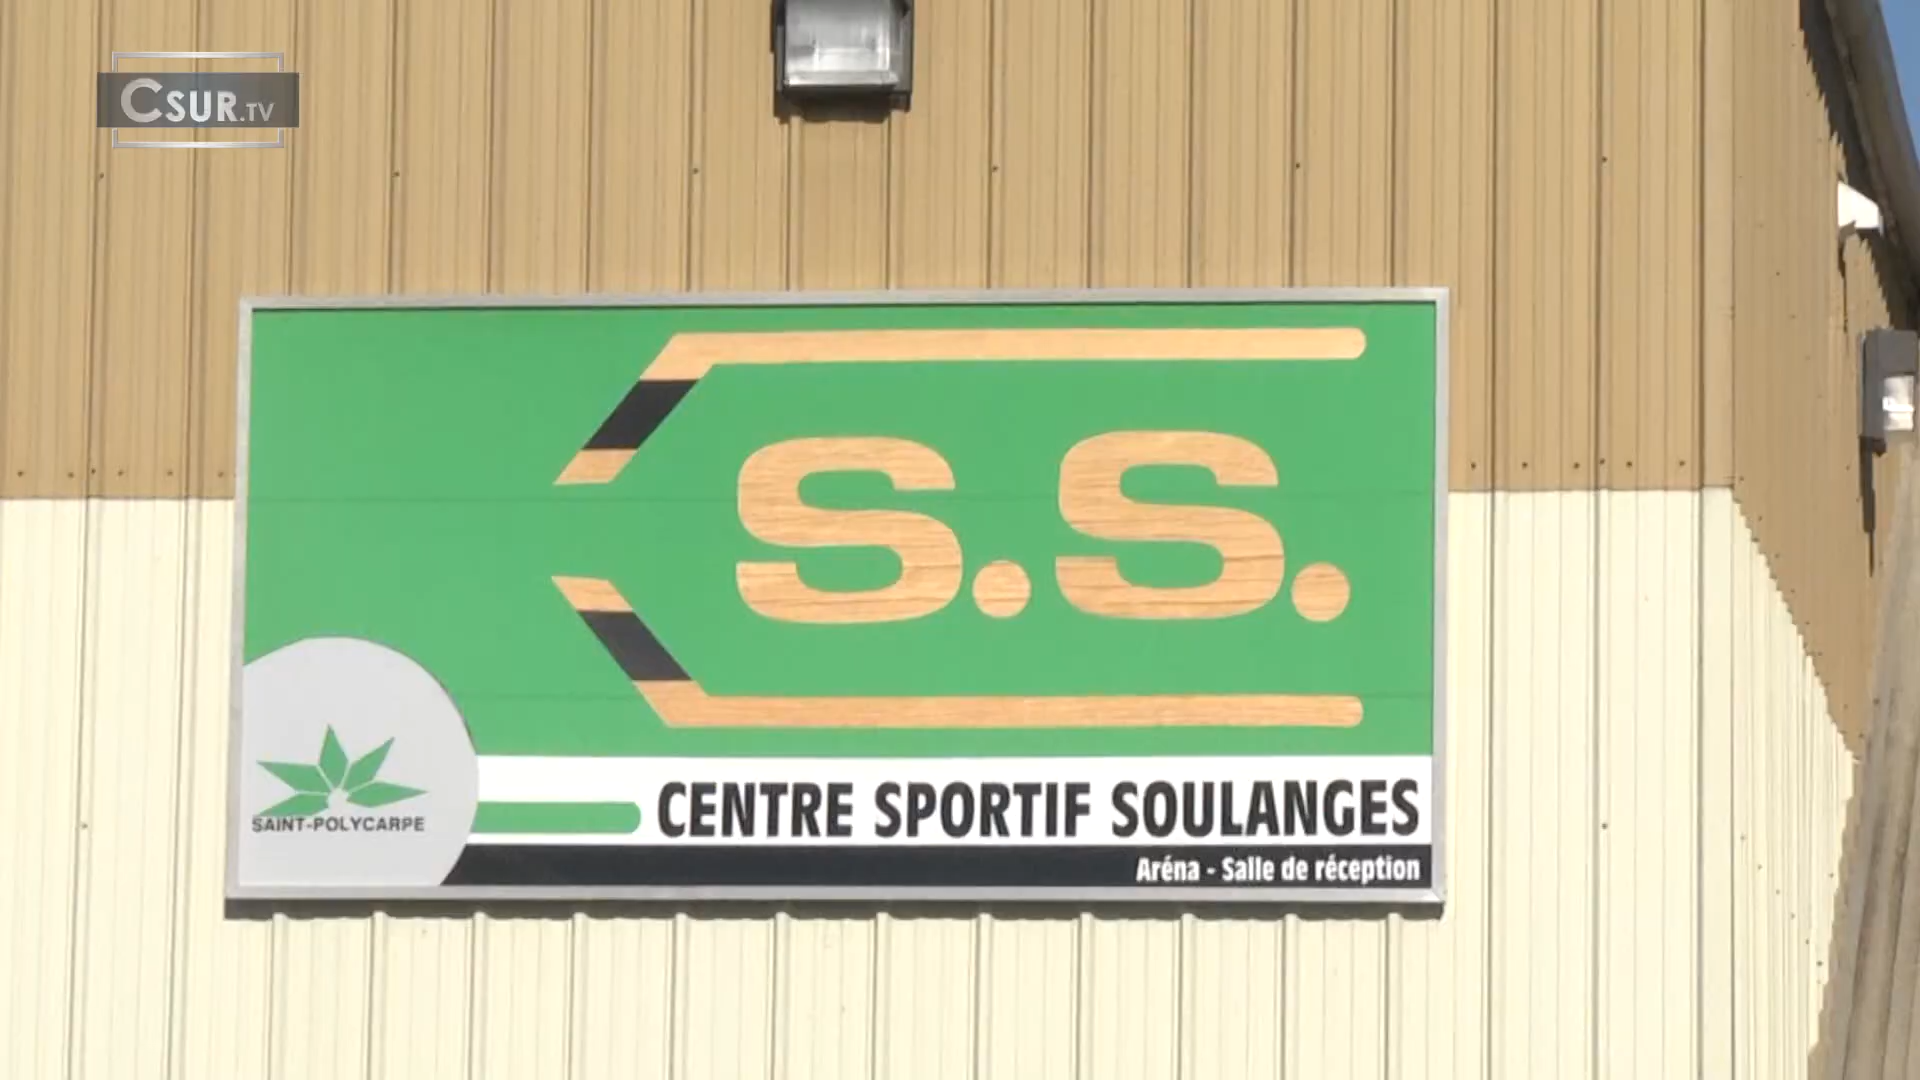 CSUR.TV
S.S.
SAINT-POLYCARPE
CENTRE SPORTIF SOULANGES
Aréna - Salle de réception